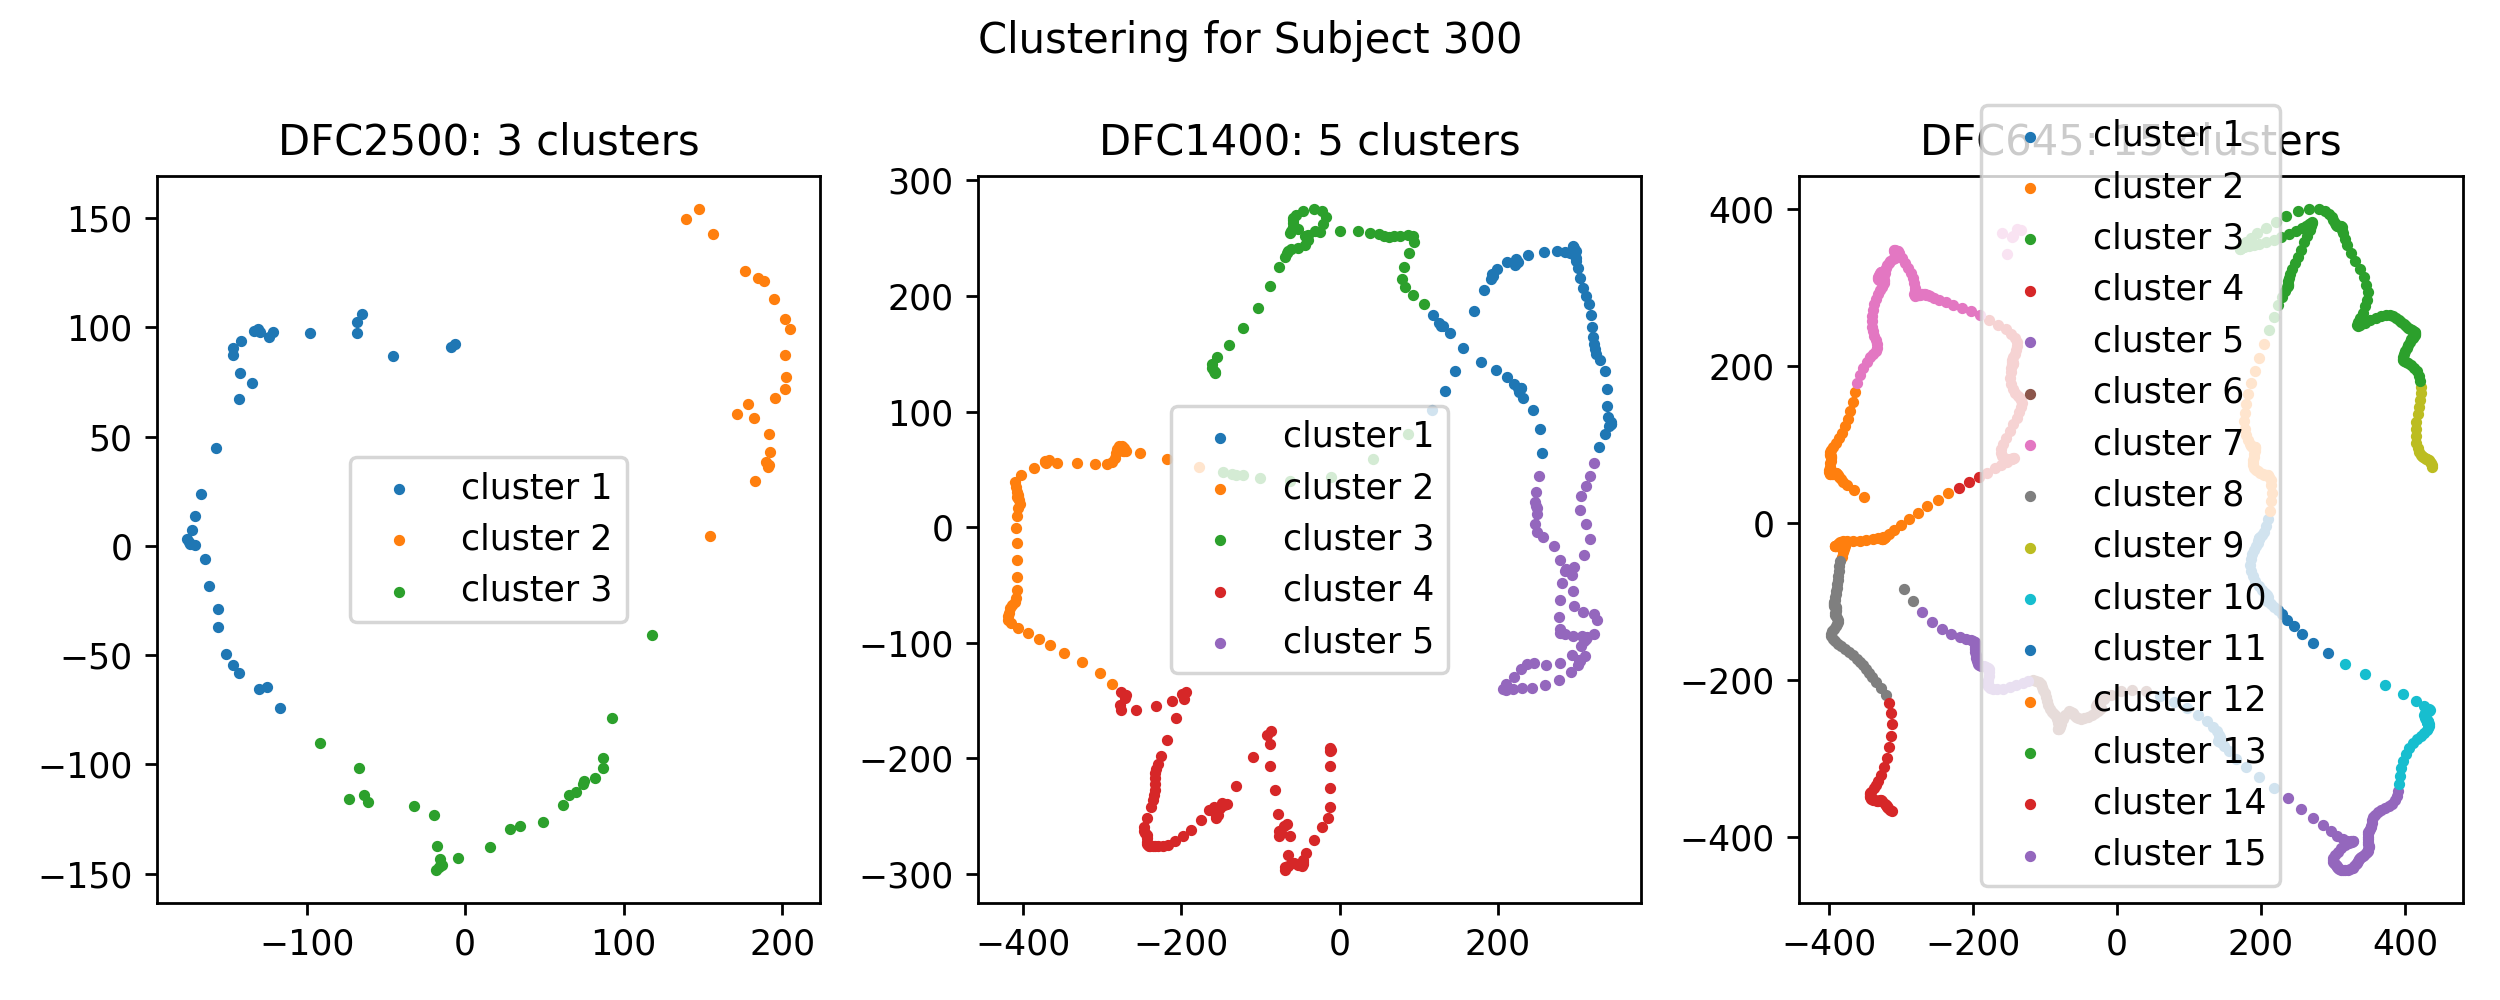 Clustering for Subject 300
DFC2500: 3 clusters
150
100
50
0
−50
−100
−150
−100
0
100
200
cluster 1
cluster 2
cluster 3
DFC1400: 5 clusters
300
200
100
0
−100
−200
−300
−400
−200
0
200
cluster 1
cluster 2
cluster 3
cluster 4
cluster 5
DFC645: 15 clusters
400
200
0
−200
−400
−400
−200
0
200
400
cluster 1
cluster 2
cluster 3
cluster 4
cluster 5
cluster 6
cluster 7
cluster 8
cluster 9
cluster 10
cluster 11
cluster 12
cluster 13
cluster 14
cluster 15